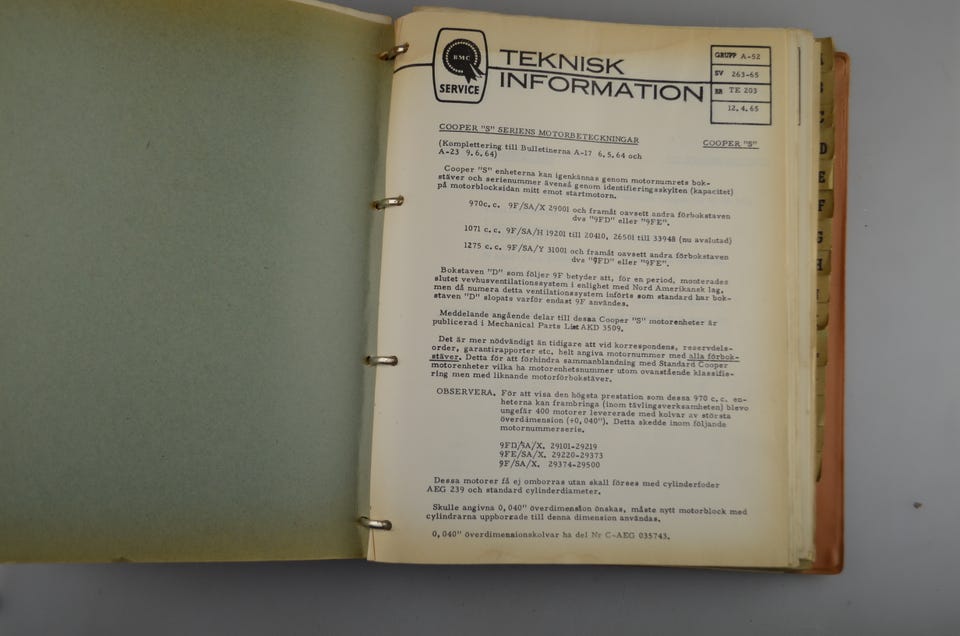 BMC
SERVICE
TEKNISK
INFORMATION
GRUPP A-52
SV 263-65
RR TE 203
12.4.65
COOPER "S" SERIENS MOTORBETECKNINGAR
COOPER "S"
(Komplettering till Bulletinerna A-17 6.5.64 och
A-23 9.6.64)
Cooper "S" enheterna kan igenkännas genom motornumrets bok-
stäver och serienummer ävenså genom identifieringsskylten (kapacitet)
på motorblocksidan mitt emot startmotorn.
970c.c. 9F/SA/X 29001 och framåt oavsett andra förbokstaven
dvs "9FD" eller "9FE".
1071 c.c. 9F/SA/H 19201 till 20410, 26501 till 33948 (nu avslutad)
1275 c.c. 9F/SA/Y 31001 och framåt oavsett andra förbokstaven
dvs "9FD" eller "9FE".
Bokstaven "D" som följer 9F betyder att, för en period, monterades
slutet vevhusventilationssystem i enlighet med Nord Amerikansk lag,
men då numera detta ventilationssystem införts som standard har bok-
staven "D" slopats varför endast 9F användes.
Meddelande angående delar till dessa Cooper "S" motorenheter är
publicerad i Mechanical Parts List AKD 3509.
Det är mer nödvändigt än tidigare att vid korrespondens, reservdels-
order, garantirapporter etc. helt angiva motornummer med alla förbok-
stäver. Detta för att förhindra sammanblandning med Standard Cooper
motorenheter vilka ha motorenhetsnummer utom ovanstående klassifie-
ring men med liknande motorförbokstäver.
OBSERVERA. För att visa den högsta prestation som dessa 970 c.c. en-
heterna kan frambringa (inom tävlingsverksamheten) blevo
ungefär 400 motorer levererade med kolvar av största
överdimension (+0,040"). Detta skedde inom följande
motornummerserie.
9FD/SA/X. 29101-29219
9FE/SA/X. 29220-29373
9F/SA/X. 29374-29500
Dessa motorer få ej omborras utan skall förses med cylinderfoder
AEG 239 och standard cylinderdiameter.
Skulle angivna 0,040" överdimension önskas, måste nytt motorblock med
cylindrarna uppborrade till denna dimension användas.
0,040" överdimensionskolvar ha del Nr C-AEG 035743.
D
E
F
G
H